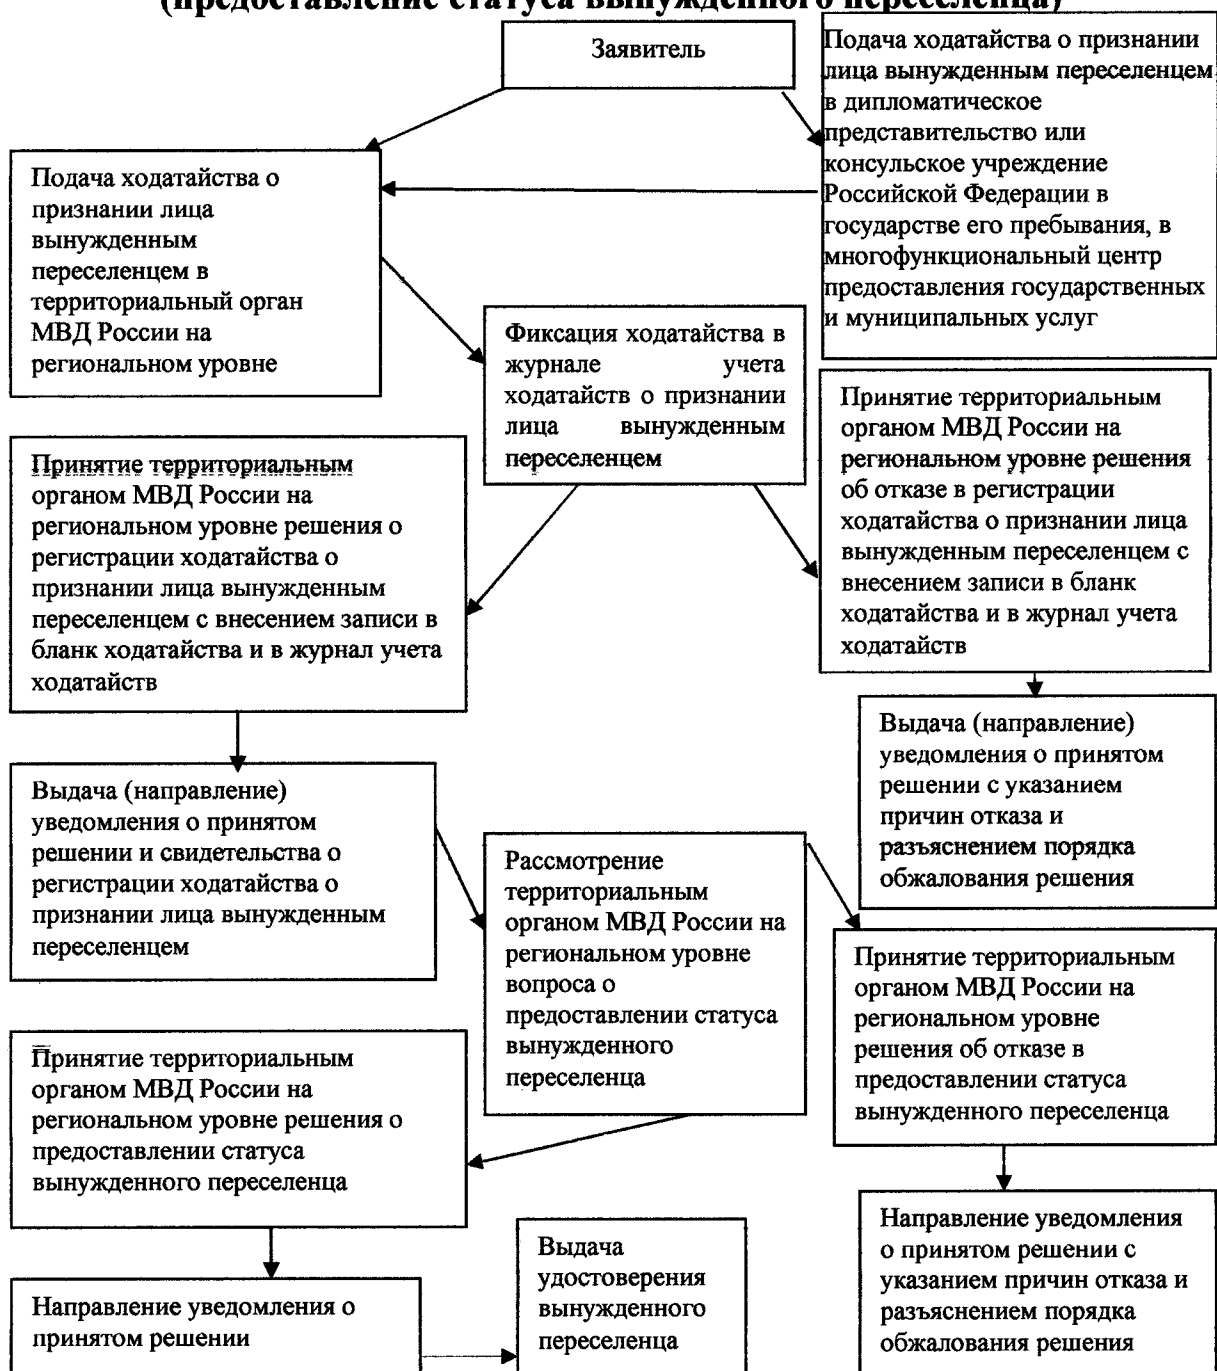 (предоставление статуса вынужденного переселенца)
Заявитель
Подача ходатайства о признании
лица вынужденным переселенцем
в дипломатическое
представительство или
консульское учреждение
Российской Федерации в
государстве его пребывания, в
многофункциональный центр
предоставления государственных
и муниципальных услуг
Подача ходатайства о
признании лица
вынужденным
переселенцем в
территориальный орган
МВД России на
региональном уровне
Фиксация ходатайства в
журнале учета
ходатайств о признании
лица вынужденным
переселенцем
Принятие территориальным
органом МВД России на
региональном уровне решения
об отказе в регистрации
ходатайства о признании лица
вынужденным переселенцем с
внесением записи в бланк
ходатайства и в журнал учета
ходатайств
Принятие территориальным
органом МВД России на
региональном уровне решения о
регистрации ходатайства о
признании лица вынужденным
переселенцем с внесением записи в
бланк ходатайства и в журнал учета
ходатайств
Выдача (направление)
уведомления о принятом
решении с указанием
причин отказа и
разъяснением порядка
обжалования решения
Выдача (направление)
уведомления о принятом
решении и свидетельства о
регистрации ходатайства о
признании лица вынужденным
переселенцем
Рассмотрение
территориальным
органом МВД России на
региональном уровне
вопроса о
предоставлении статуса
вынужденного
переселенца
Принятие территориальным
органом МВД России на
региональном уровне
решения об отказе в
предоставлении статуса
вынужденного переселенца
Принятие территориальным
органом МВД России на
региональном уровне решения о
предоставлении статуса
вынужденного переселенца
Направление уведомления
о принятом решении с
указанием причин отказа и
разъяснением порядка
обжалования решения
Выдача
удостоверения
вынужденного
переселенца
Направление уведомления о
принятом решении